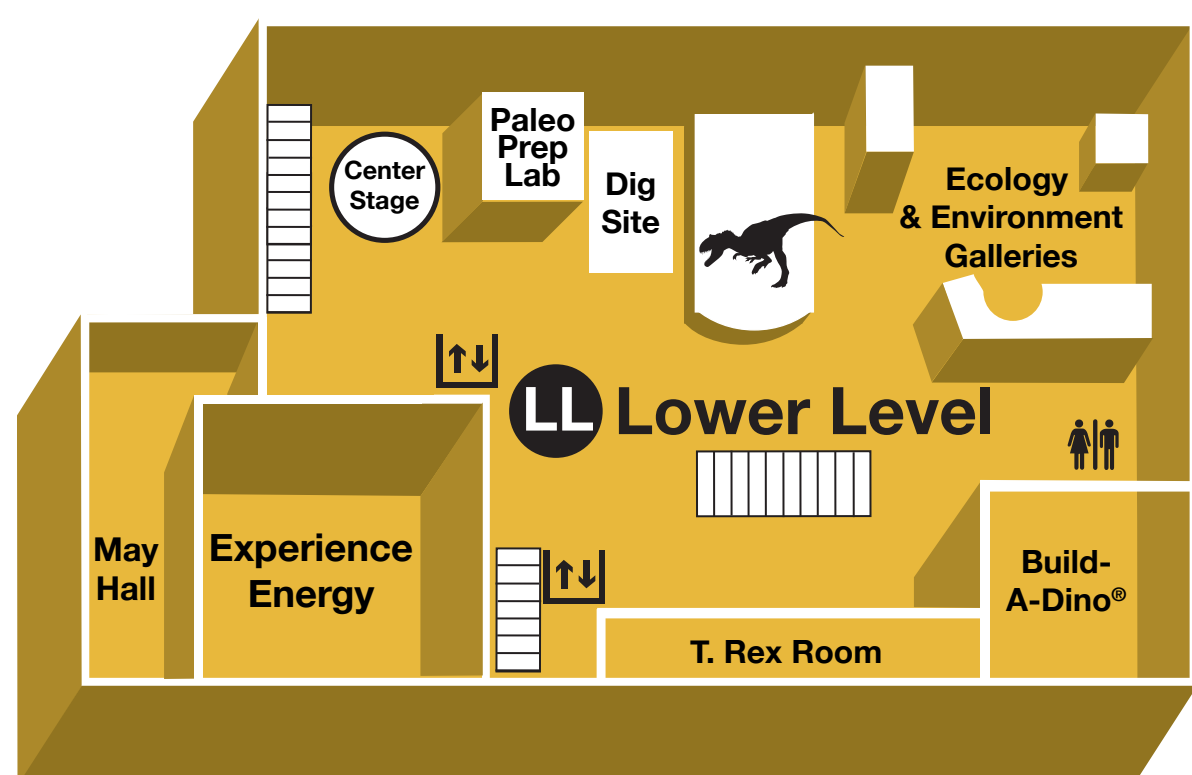 Paleo
Prep
Lab
Center
Stage
Dig
Site
Ecology
& Environment
Galleries
LL Lower Level
May
Hall
Experience
Energy
Build-
A-Dino®
T. Rex Room